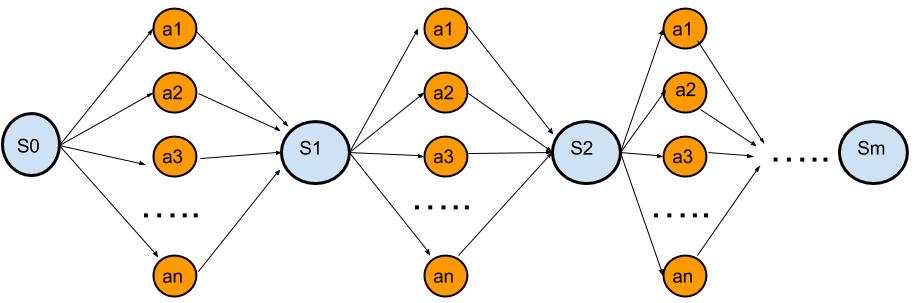 S0
a1
a2
a3
.....
an
S1
a1
a2
a3
.....
an
S2
a1
a2
a3
.....
an
.....
Sm